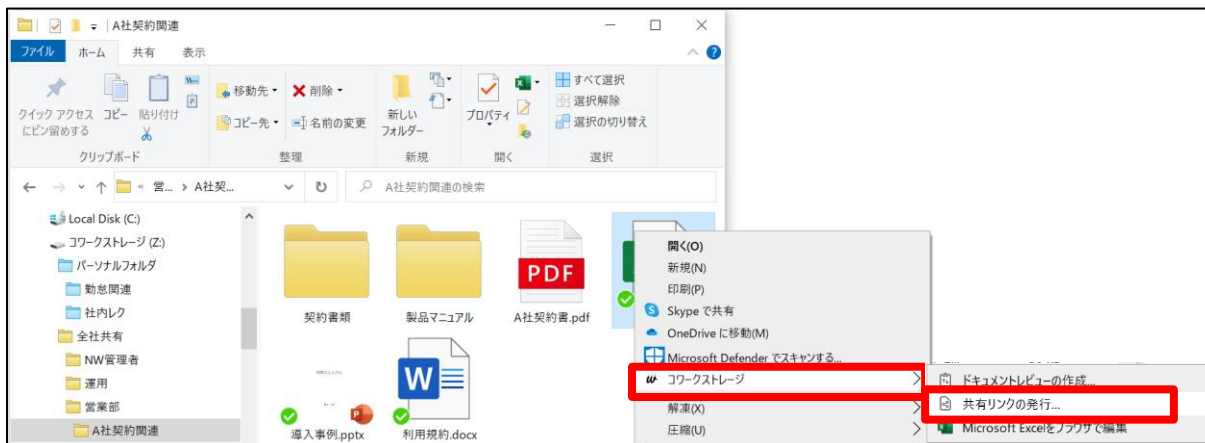 A社契約関連
ファイル ホーム 共有 表示
クイック アクセス
にピン留めする
コピー
貼り付け
移動先
コピー先
削除
名前の変更
新しい
フォルダー
プロパティ
すべて選択
選択解除
選択の切り替え
クリップボード 整理 新規 開く 選択
« 営... › A社契...
A社契約関連の検索
Local Disk (C:)
コワークストレージ (Z:)
パーソナルフォルダ
勤怠関連
社内レク
全社共有
NW管理者
運用
営業部
A社契約関連
PDF
契約書類
製品マニュアル
A社契約書.pdf
W
P
導入事例.pptx
利用規約.docx
開く(O)
新規(N)
印刷(P)
Skype で共有
OneDrive に移動(M)
Microsoft Defender でスキャンする...
コワークストレージ
解凍(X)
圧縮(U)
ドキュメントレビューの作成...
共有リンクの発行...
Microsoft Excelをブラウザで編集